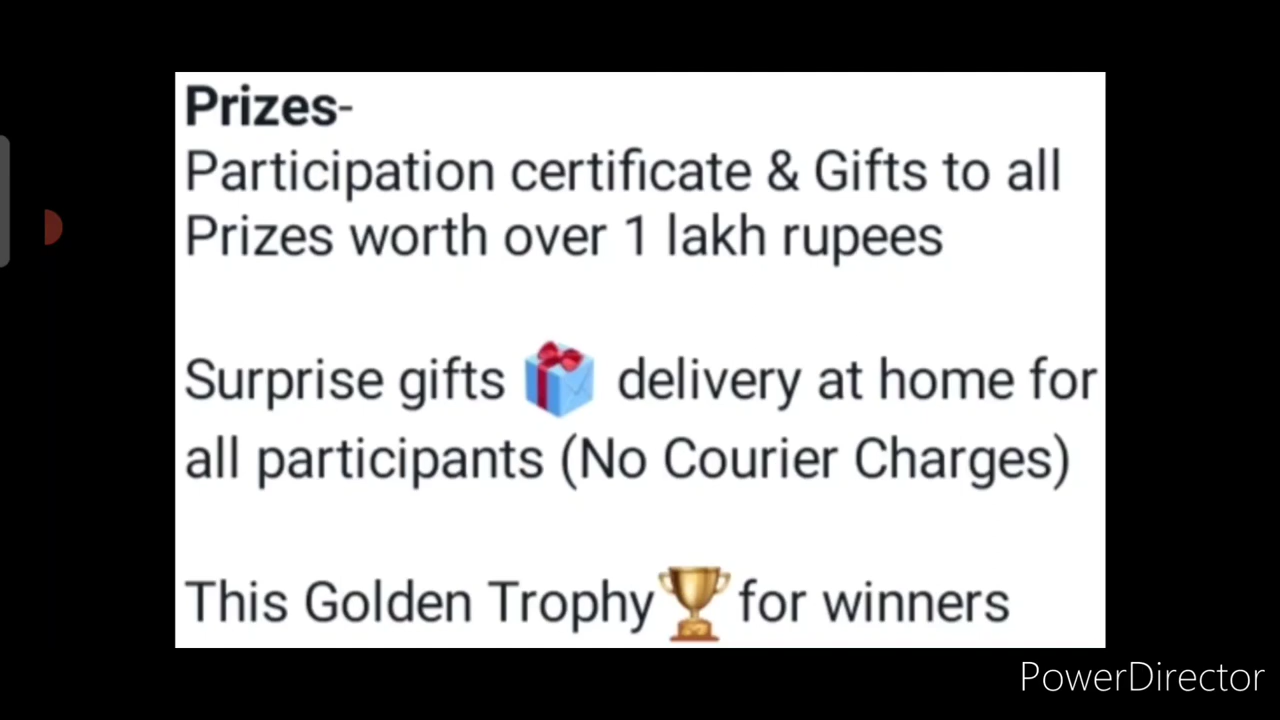 Prizes-
Participation certificate & Gifts to all
Prizes worth over 1 lakh rupees
Surprise gifts 🎁 delivery at home for
all participants (No Courier Charges)
This Golden Trophy🏆for winners
PowerDirector